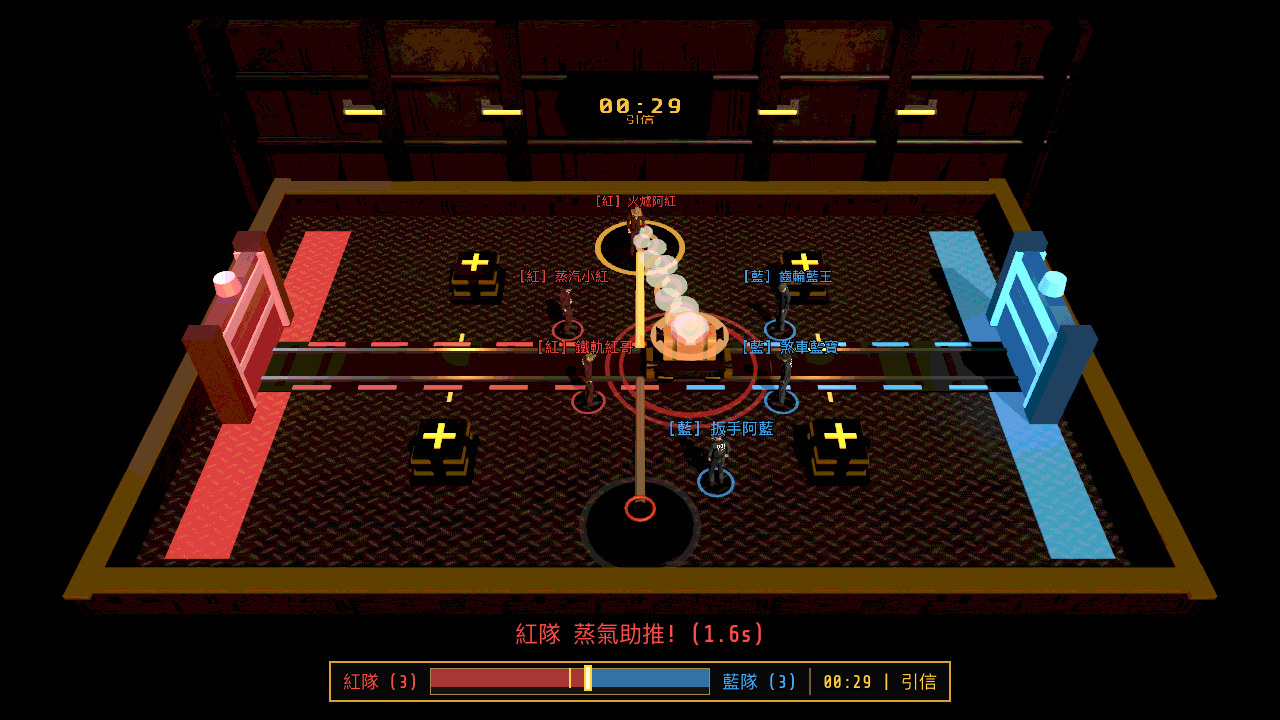 00:29
引信
[紅] 火爐阿紅
[紅] 蒸汽小紅
[藍] 齒輪藍王
[紅] 鐵軌紅哥
[藍] 煞車藍寶
[藍] 扳手阿藍
紅隊 蒸氣助推! (1.6s)
紅隊 (3)
藍隊 (3)
00:29 | 引信